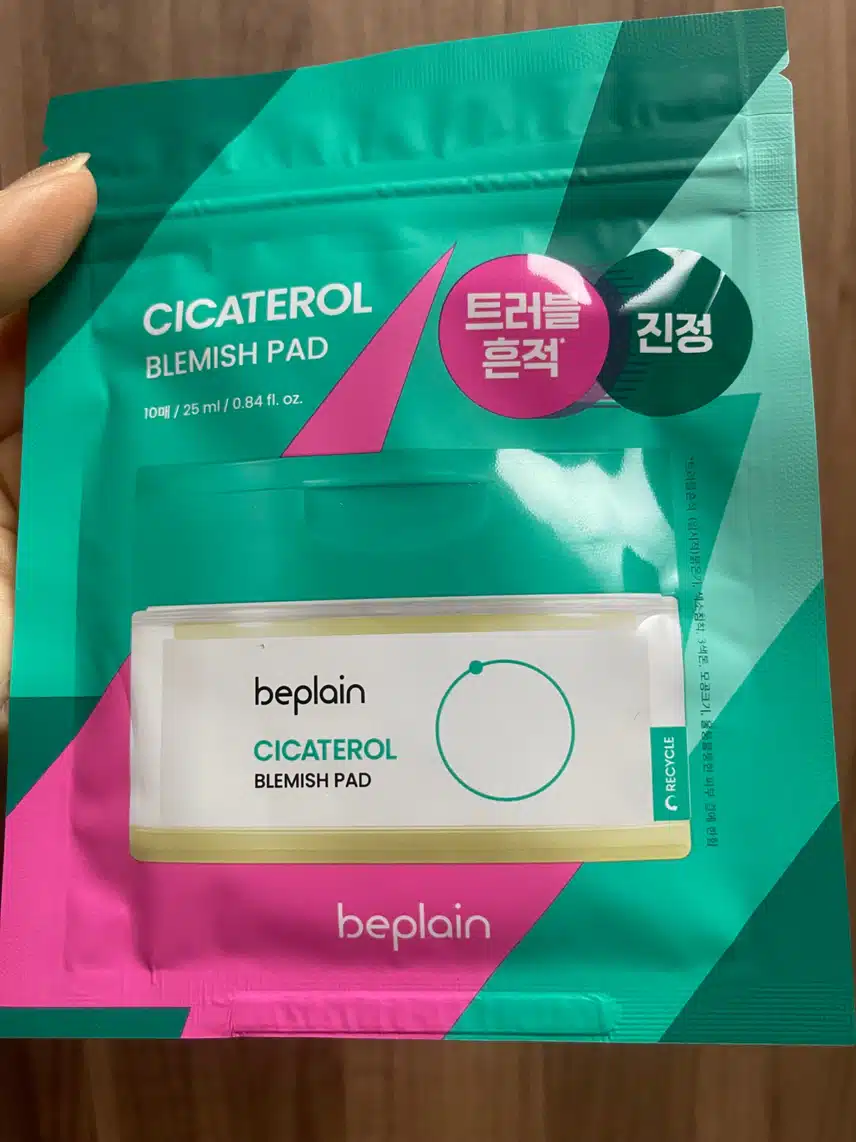 CICATEROL
BLEMISH PAD
10매 / 25 ml / 0.84 fl. oz.
트러블
흔적*
진정
beplain
CICATEROL
BLEMISH PAD
RECYCLE
beplain